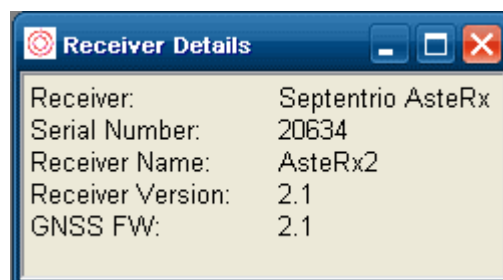 Receiver Details
Receiver: Septentrio AsteRx
Serial Number: 20634
Receiver Name: AsteRx2
Receiver Version: 2.1
GNSS FW: 2.1